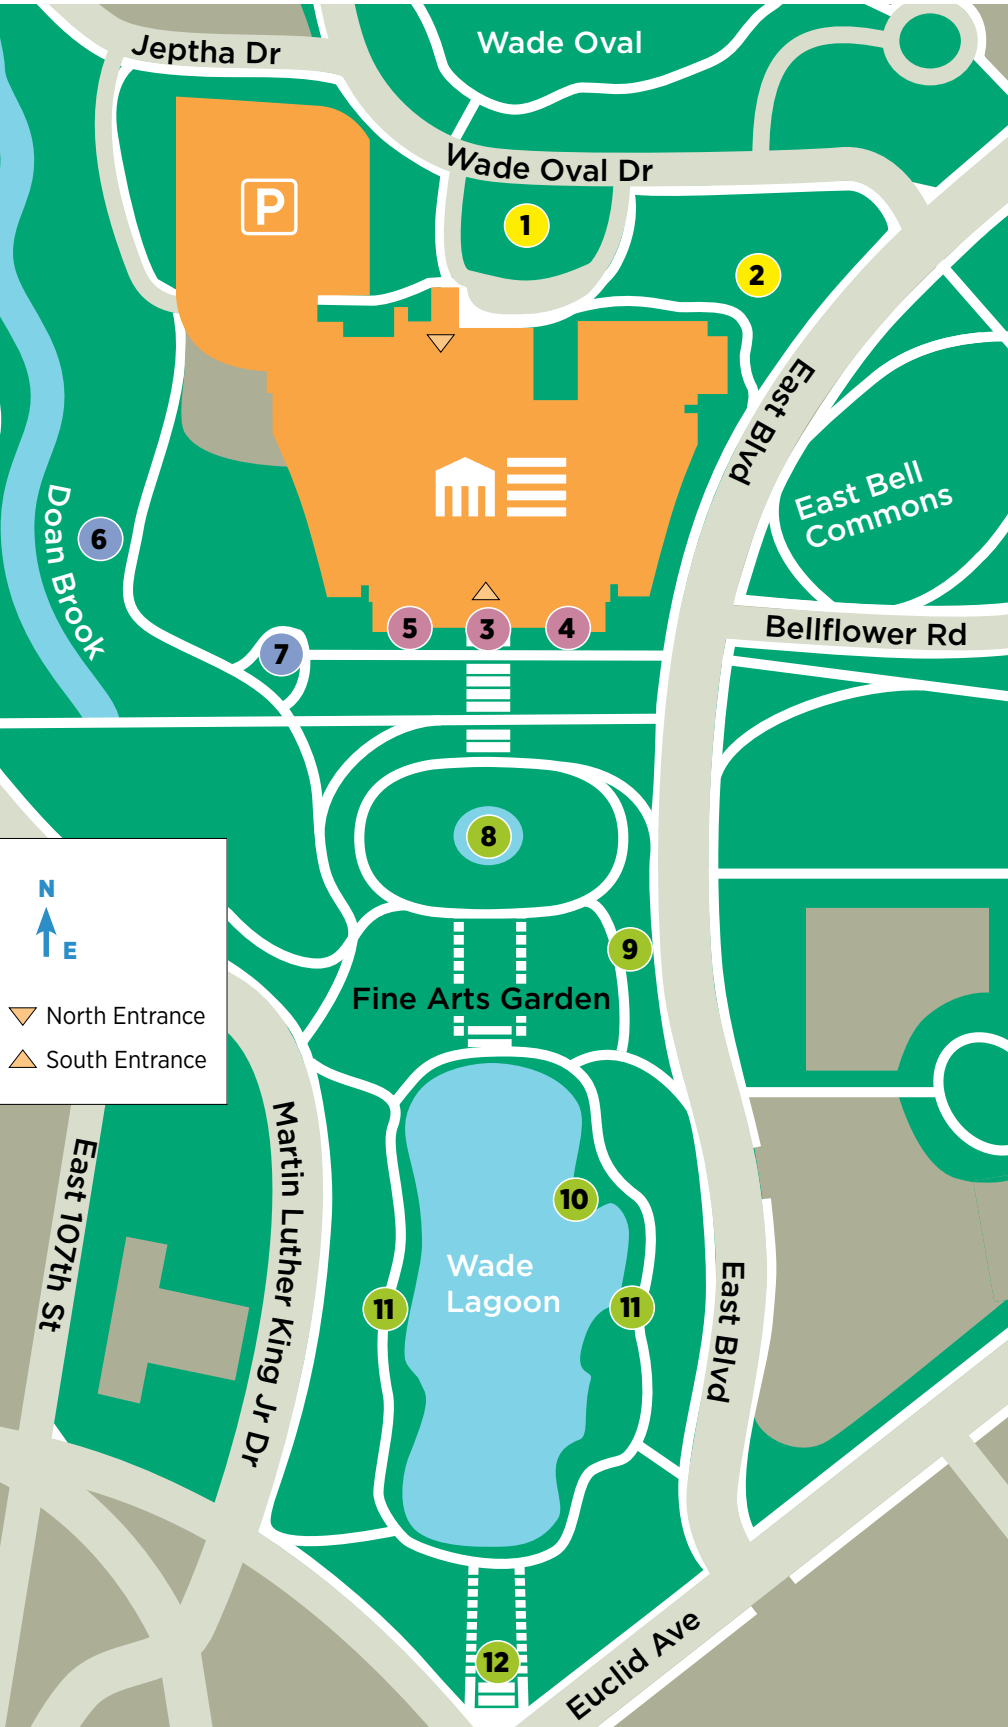 Wade Oval
Jeptha Dr
Wade Oval Dr
P
1
2
East Blvd
East Bell
Commons
Doan Brook
6
5
3
4
Bellflower Rd
7
8
N
E
9
Fine Arts Garden
North Entrance
South Entrance
Martin Luther King Jr Dr
East 107th St
10
Wade
Lagoon
11
11
East Blvd
12
Euclid Ave